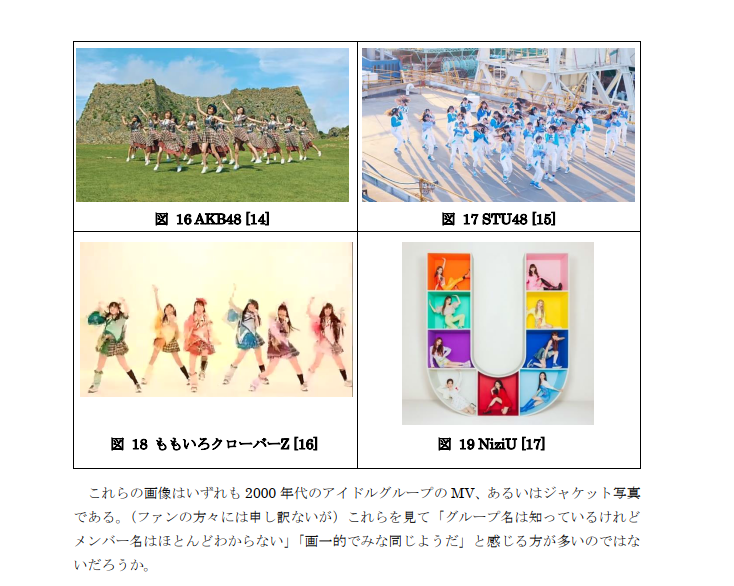 図 16 AKB48 [14]
図 17 STU48 [15]
図 18 ももいろクローバーZ [16]
図 19 NiziU [17]
これらの画像はいずれも 2000 年代のアイドルグループの MV、あるいはジャケット写真
である。（ファンの方々には申し訳ないが）これらを見て「グループ名は知っているけれど
メンバー名はほとんどわからない」「画一的でみな同じようだ」と感じる方が多いのではな
いだろうか。